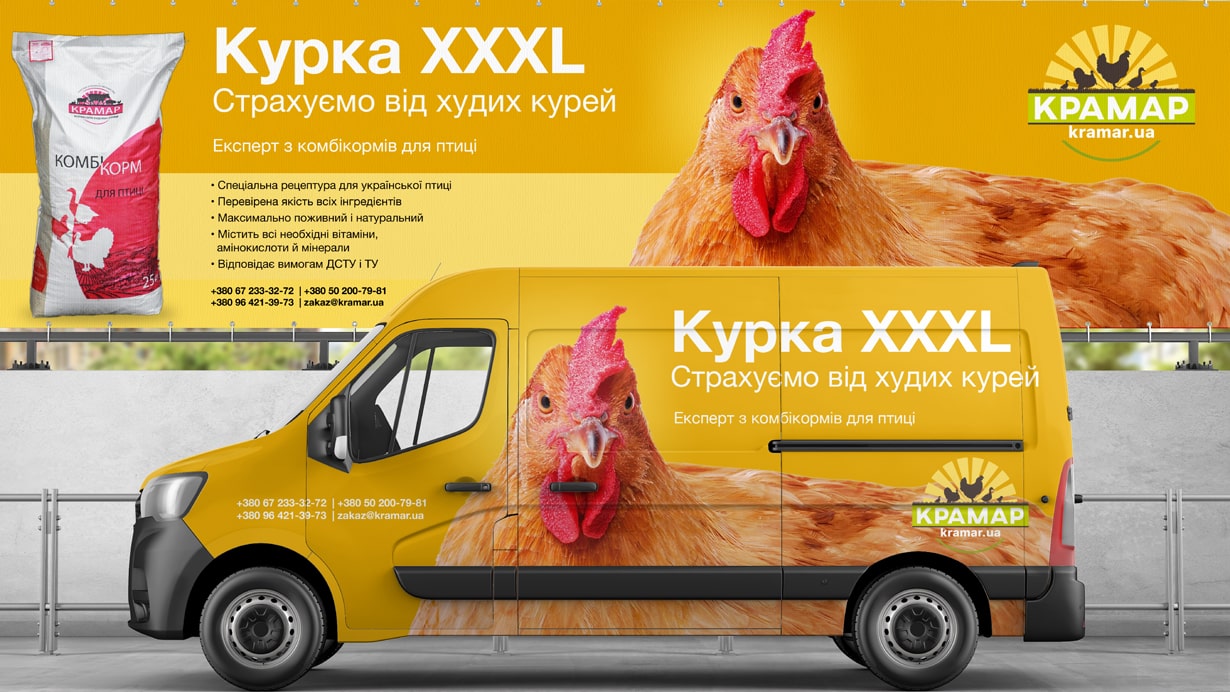 Курка XXXL
Страхуємо від худих курей
Експерт з комбікормів для птиці
• Спеціальна рецептура для української птиці
• Перевірена якість всіх інгредієнтів
• Максимально поживний і натуральний
• Містить всі необхідні вітаміни,
амінокислоти й мінерали
• Відповідає вимогам ДСТУ і ТУ
+380 67 233-32-72 | +380 50 200-79-81
+380 96 421-39-73 | zakaz@kramar.ua
КРАМАР
КОМБІКОРМ
ДЛЯ ПТИЦІ
КРАМАР
kramar.ua
Курка XXXL
Страхуємо від худих курей
Експерт з комбікормів для птиці
+380 67 233-32-72 | +380 50 200-79-81
+380 96 421-39-73 | zakaz@kramar.ua
КРАМАР
kramar.ua